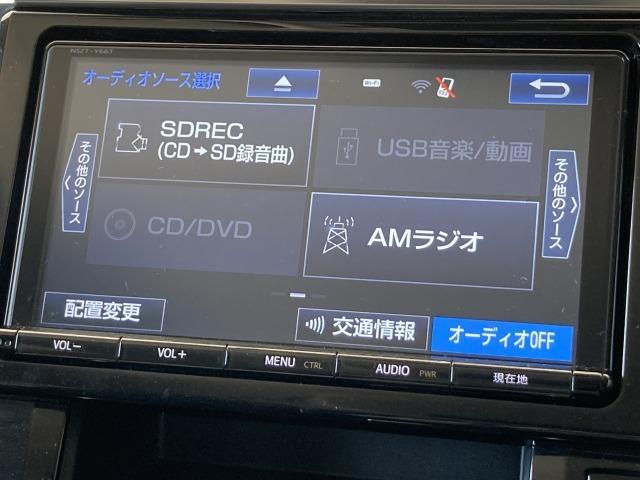 NSZT-Y66T
オーディオソース選択
Wi-Fi
SDREC
(CD→SD録音曲)
USB音楽/動画
その他のソース
その他のソース
CD/DVD
AMラジオ
配置変更
交通情報
オーディオOFF
VOL−
VOL+
MENU CTRL
AUDIO PWR
現在地